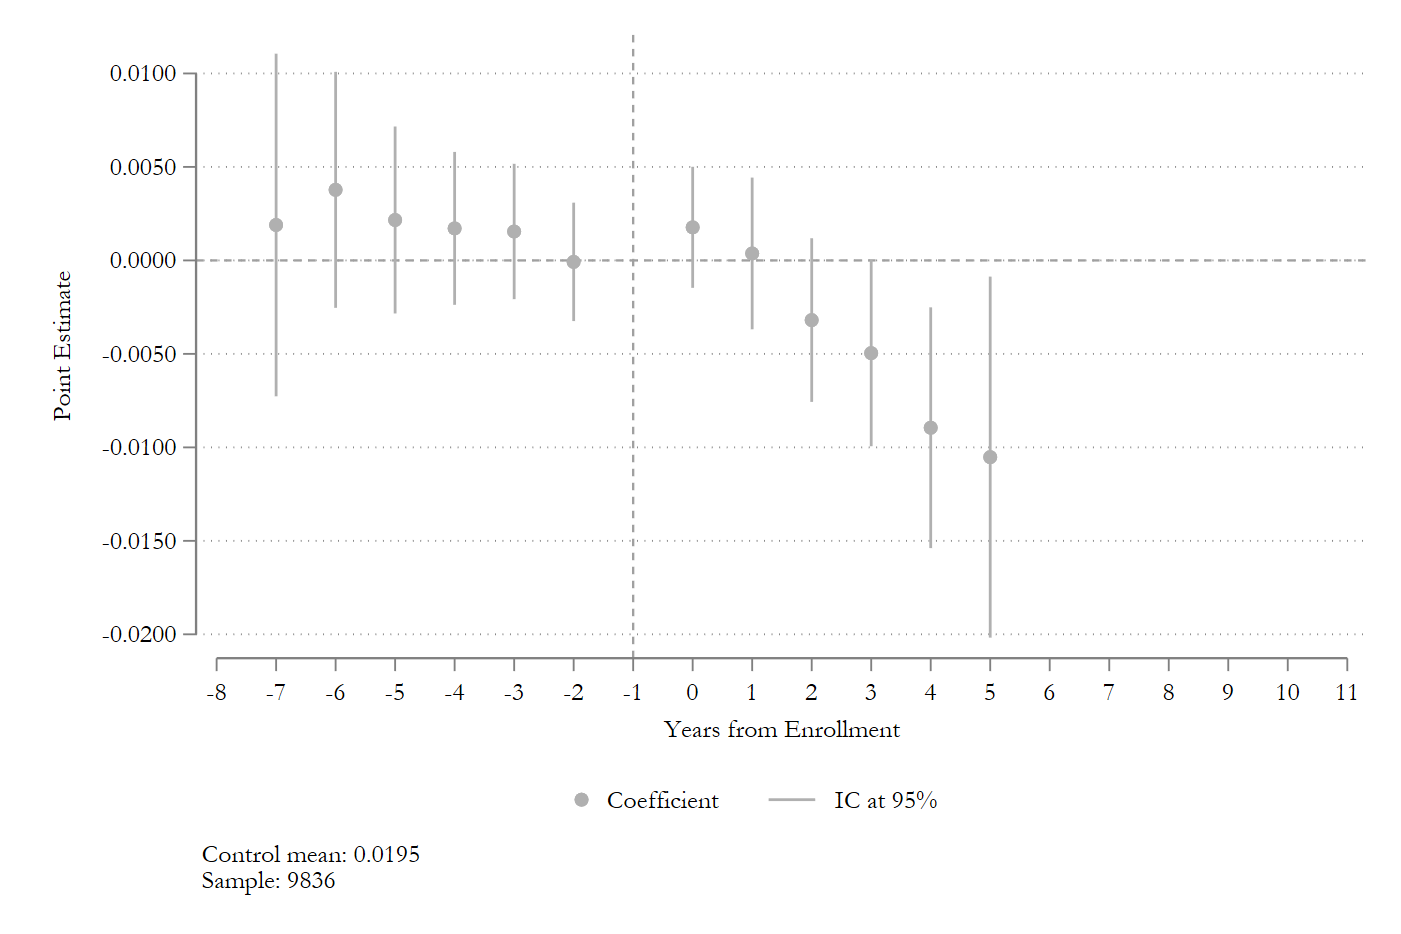 0.0100
0.0050
0.0000
-0.0050
-0.0100
-0.0150
-0.0200
Point Estimate
-8 -7 -6 -5 -4 -3 -2 -1 0 1 2 3 4 5 6 7 8 9 10 11
Years from Enrollment
Coefficient IC at 95%
Control mean: 0.0195
Sample: 9836